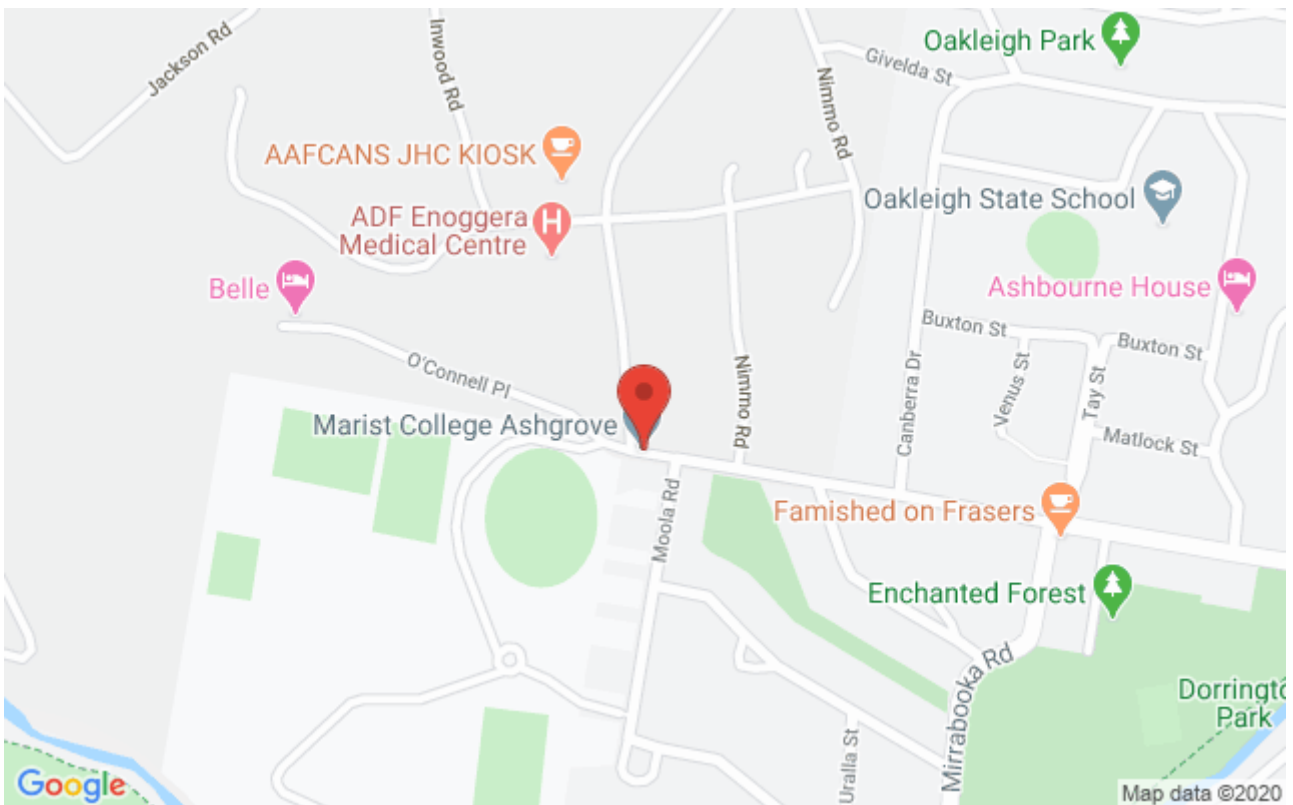 Jackson Rd
Inwood Rd
Nimmo Rd
Givelda St
Oakleigh Park
AAFCANS JHC KIOSK
ADF Enoggera
Medical Centre
Oakleigh State School
Belle
Ashbourne House
O'Connell Pl
Nimmo Rd
Canberra Dr
Buxton St
Buxton St
Venus St
Tay St
Matlock St
Marist College Ashgrove
Moola Rd
Famished on Frasers
Enchanted Forest
Mirrabooka Rd
Dorringto
Park
Uralla St
Google
Map data ©2020
H